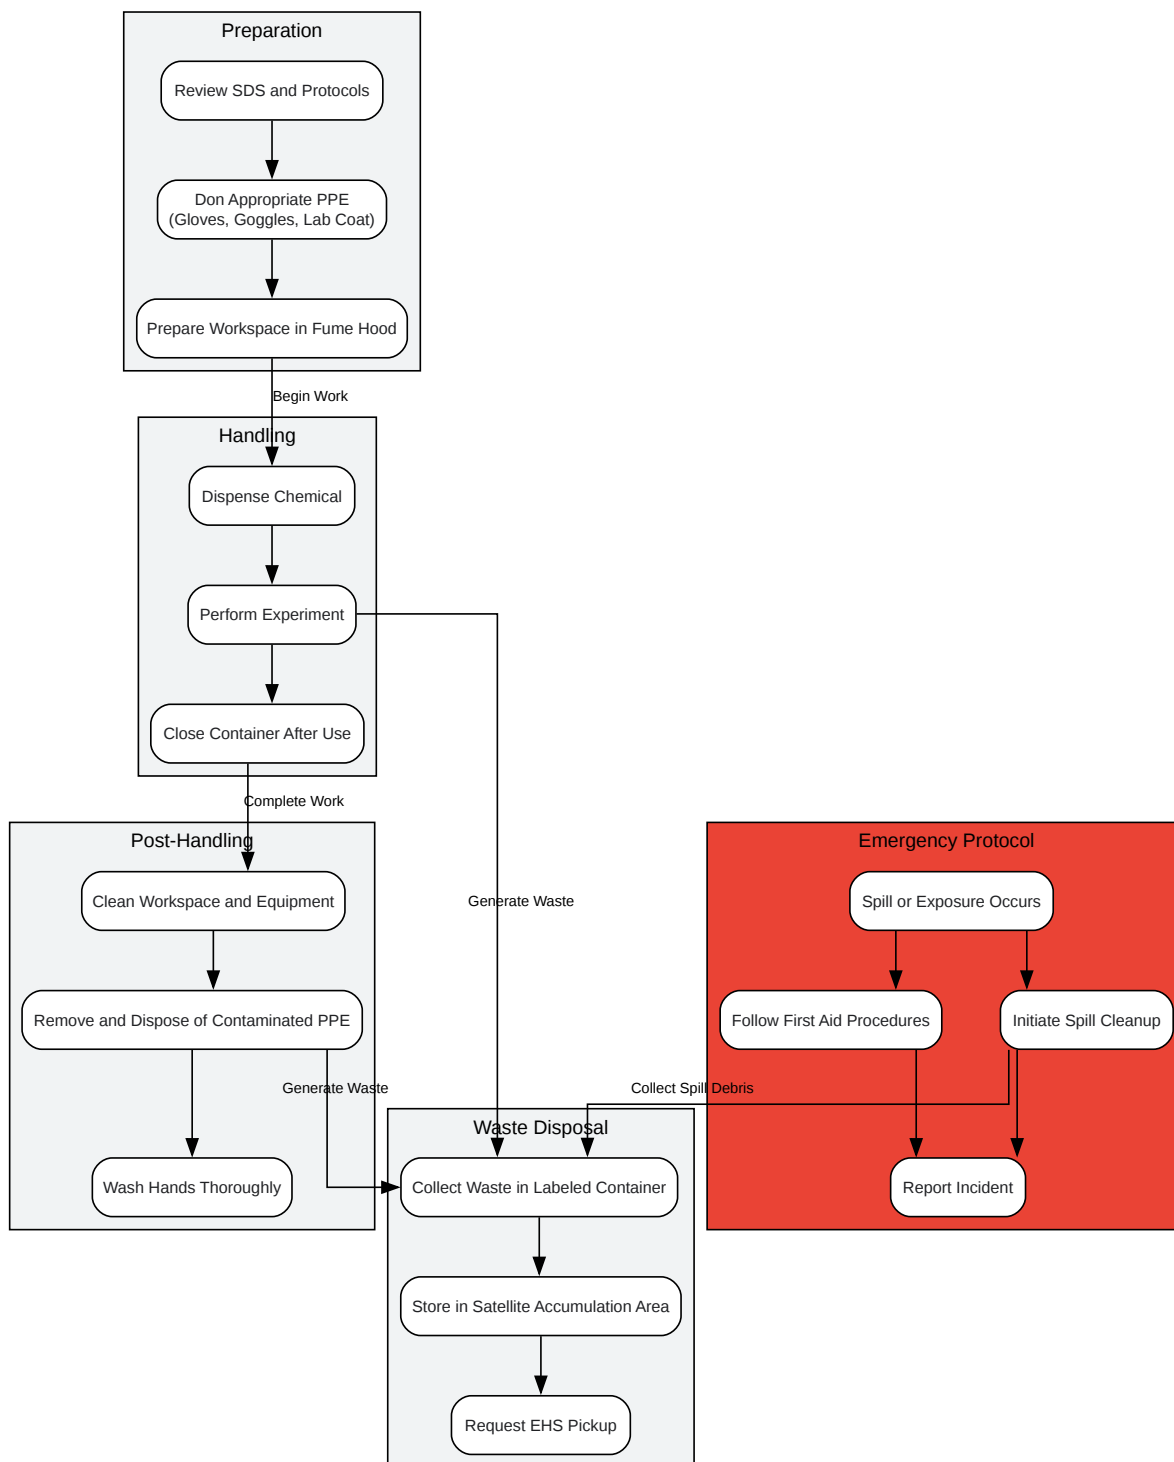 Preparation
Review SDS and Protocols
Don Appropriate PPE
(Gloves, Goggles, Lab Coat)
Prepare Workspace in Fume Hood
Begin Work
Handling
Dispense Chemical
Perform Experiment
Close Container After Use
Complete Work
Post-Handling
Clean Workspace and Equipment
Remove and Dispose of Contaminated PPE
Generate Waste
Wash Hands Thoroughly
Generate Waste
Emergency Protocol
Spill or Exposure Occurs
Follow First Aid Procedures
Initiate Spill Cleanup
Collect Spill Debris
Report Incident
Waste Disposal
Collect Waste in Labeled Container
Store in Satellite Accumulation Area
Request EHS Pickup